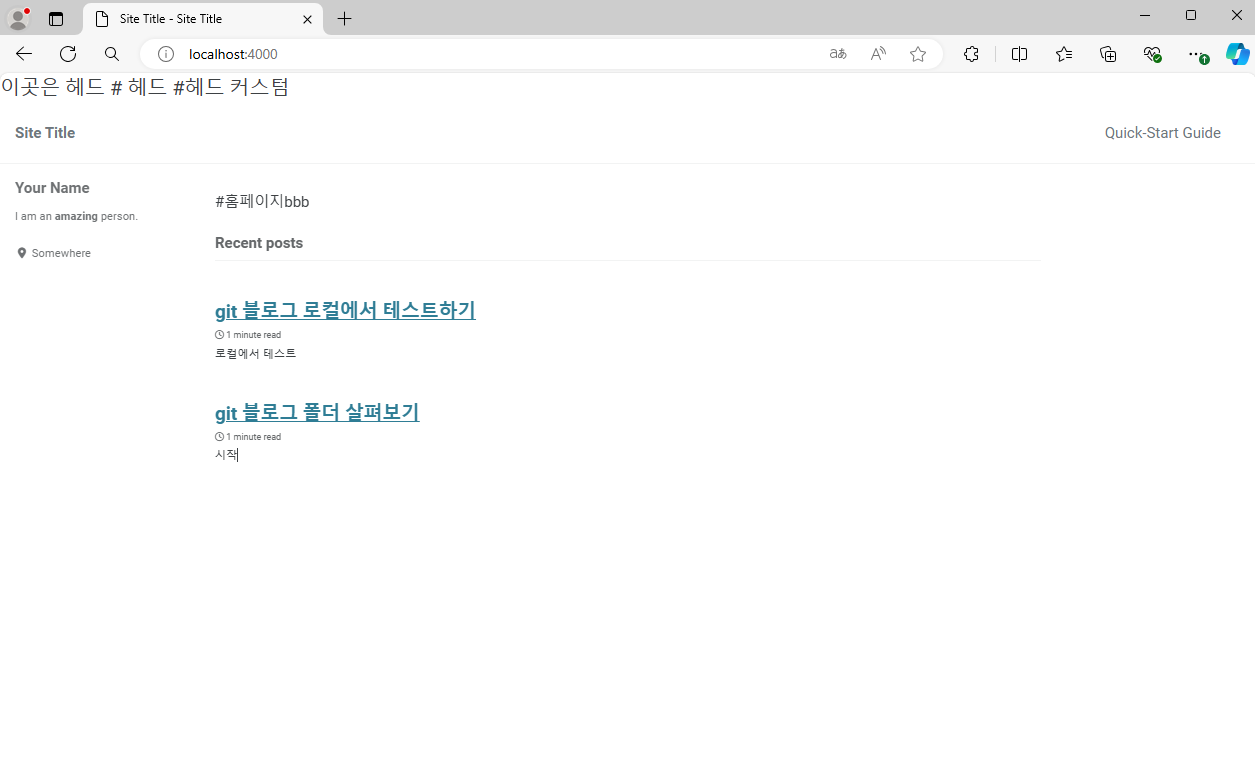 Site Title - Site Title
localhost:4000
이곳은 헤드 # 헤드 #헤드 커스텀
Site Title
Quick-Start Guide
Your Name
I am an amazing person.
Somewhere
#홈페이지bbb
Recent posts
git 블로그 로컬에서 테스트하기
1 minute read
로컬에서 테스트
git 블로그 폴더 살펴보기
1 minute read
시작